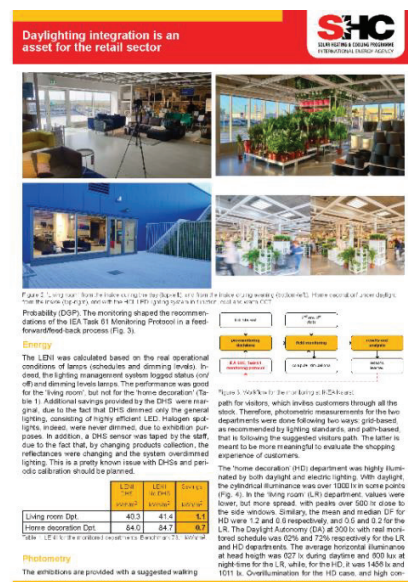 Daylighting integration is an
asset for the retail sector
SHC
SOLAR HEATING & COOLING PROGRAMME
INTERNATIONAL ENERGY AGENCY
Probability (DGP). The monitoring shaped the recommen-
dations of the IEA Task 61 Monitoring Protocol in a feed-
forward/feed-back process (Fig. 3).
Energy
The LENI was calculated based on the real operational
conditions of lamps (schedules and dimming levels). In-
deed, the lighting management system logged status (on/
off) and dimming levels lamps. The performance was good
for the 'living room', but not for the 'home decoration' (Ta-
ble 1). Additional savings provided by the DHS were mar-
ginal, due to the fact that DHS dimmed only the general
lighting, consisting of highly efficient LED. Halogen spot-
lights, indeed, were never dimmed, due to exhibition pur-
poses. In addition, a DHS sensor was taped by the staff,
due to the fact that, by changing products collection, the
reflectances were changing and the system overdimmed
lighting. This is a pretty known issue with DHSs and peri-
odic calibration should be planned.
LENI LENI Savings
Living room Dpt. 40.3 41.4 1.1
Home decoration Dpt. 84.0 84.7 0.7
Photometry
The exhibitions are provided with a suggested walking
path for visitors, which invites customers through all the
stock. Therefore, photometric measurements for the two
departments were done following two ways: grid-based,
as recommended by lighting standards, and path-based,
that is following the suggested visitors path. The latter is
meant to be more meaningful to evaluate the shopping
experience of customers.
The 'home decoration' (HD) department was highly illumi-
nated by both daylight and electric lighting. With daylight,
the cylindrical illuminance was over 1000 lx in some points
(Fig. 4). In the 'living room' (LR) department, values were
lower, but more spread, with peaks over 500 lx close to
the side windows. Similarly, the mean and median DF for
HD were 1.2 and 0.8 respectively, and 0.5 and 0.2 for the
LR. The Daylight Autonomy (DA) at 300 lx with real moni-
tored schedule was 62% and 72% respectively for the LR
and HD departments. The average horizontal illuminance
at head heigth was 627 lx during daytime and 600 lux at
night-time for the LR, while, for the HD, it was 1456 lx and
1011 lx. Overillumination for the HD case, and high con-